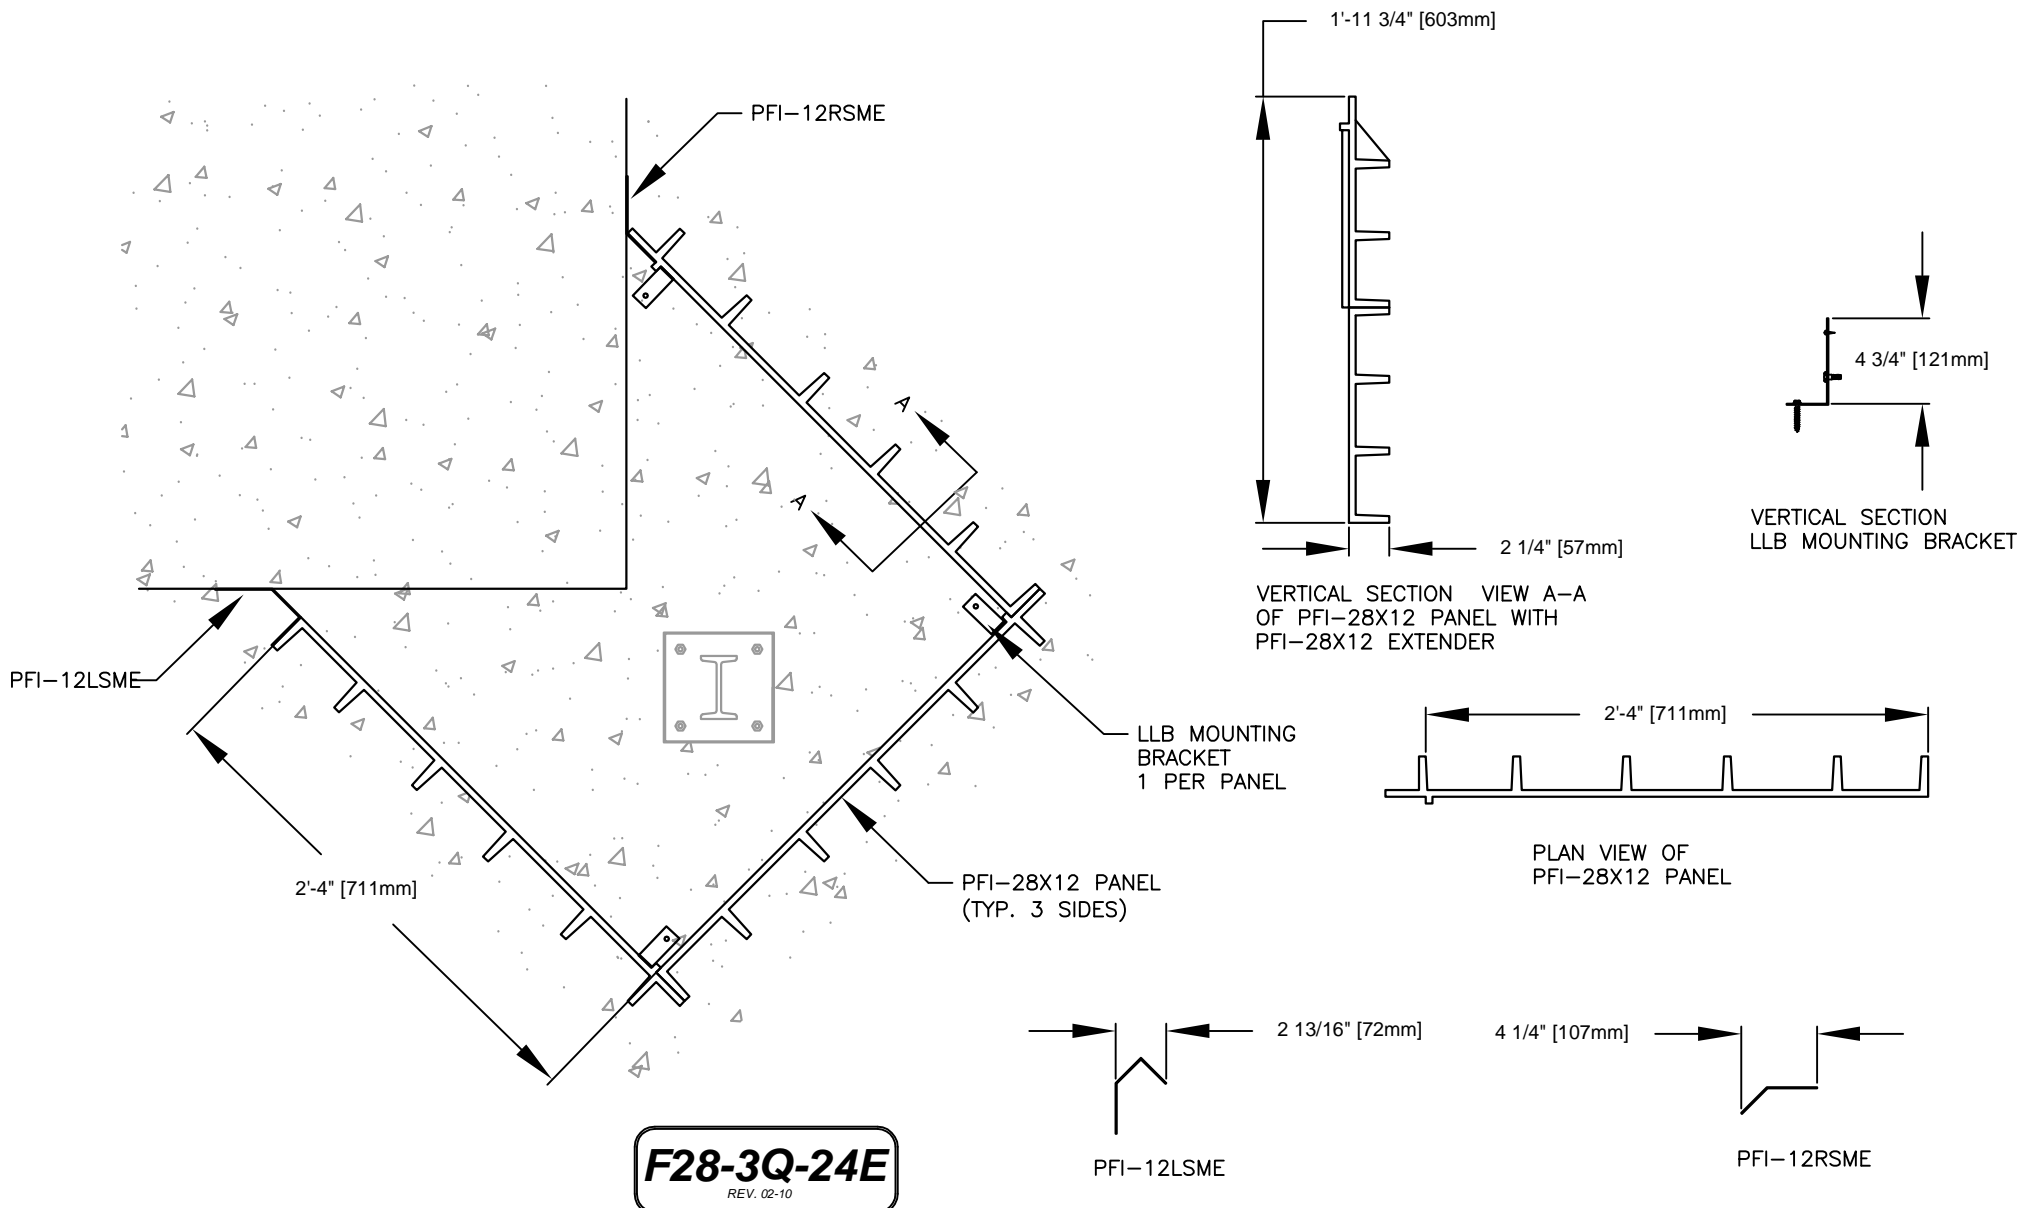 1'-11 3/4" [603mm]
PFI-12RSME
4 3/4" [121mm]
A
A
VERTICAL SECTION
LLB MOUNTING BRACKET
2 1/4" [57mm]
VERTICAL SECTION VIEW A-A
OF PFI-28X12 PANEL WITH
PFI-28X12 EXTENDER
PFI-12LSME
2'-4" [711mm]
LLB MOUNTING
BRACKET
1 PER PANEL
PLAN VIEW OF
PFI-28X12 PANEL
2'-4" [711mm]
PFI-28X12 PANEL
(TYP. 3 SIDES)
2 13/16" [72mm]
4 1/4" [107mm]
PFI-12LSME
PFI-12RSME
F28-3Q-24E
REV. 02-10